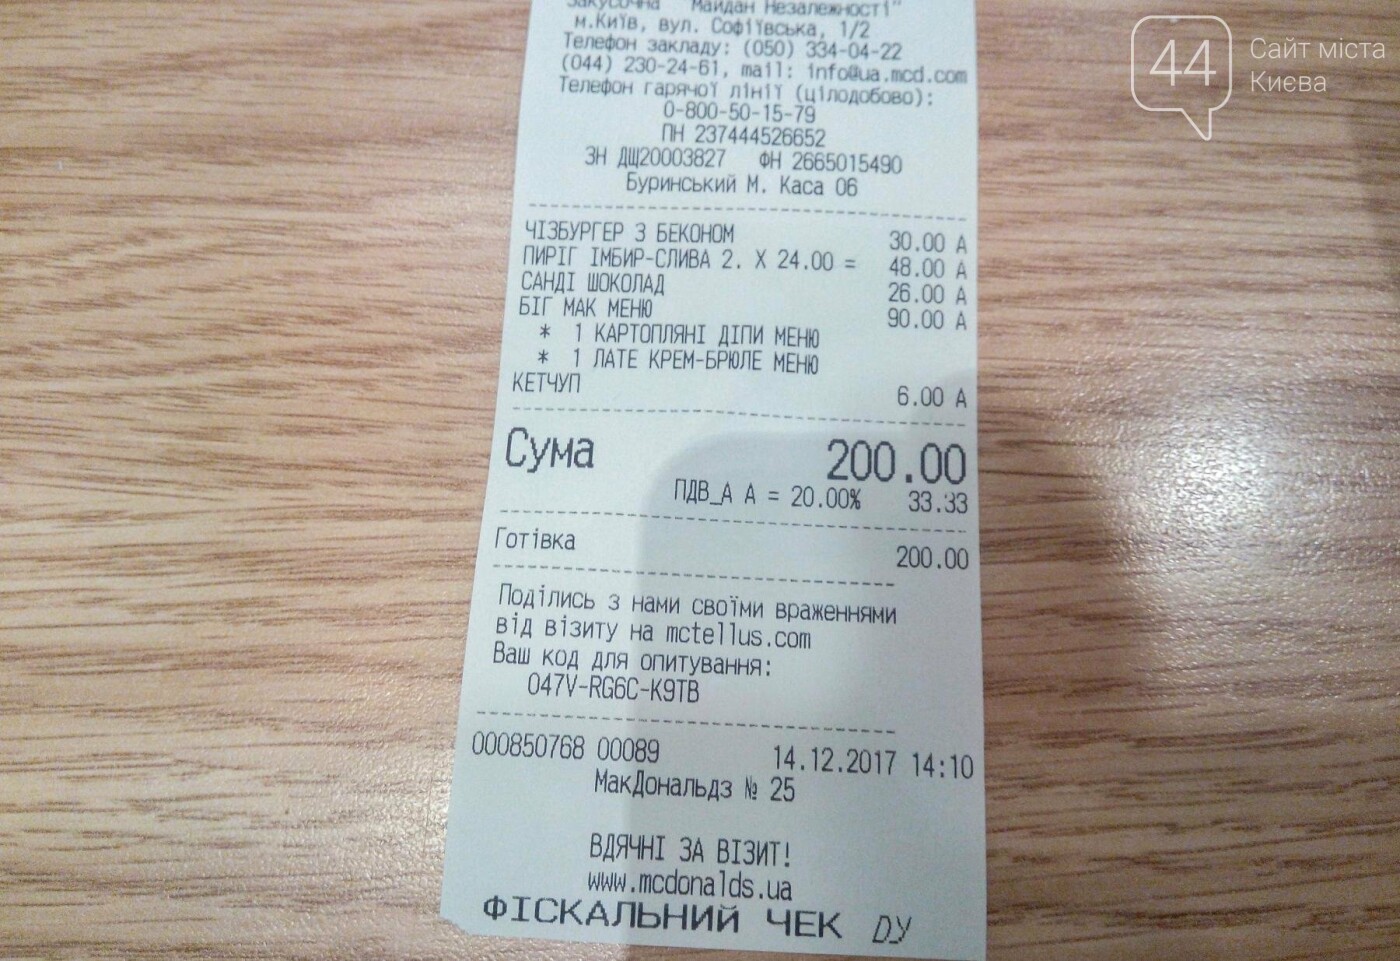 Закусочна "Майдан Незалежності"
м.Київ, вул. Софіївська, 1/2
Телефон закладу: (050) 334-04-22
(044) 230-24-61, mail: info@ua.mcd.com
Телефон гарячої лінії (цілодобово):
0-800-50-15-79
ПН 237444526652
ЗН ДЩ20003827 ФН 2665015490
Буринський М. Каса 06
ЧІЗБУРГЕР З БЕКОНОМ 30.00 А
ПИРІГ ІМБИР-СЛИВА 2. X 24.00 = 48.00 А
САНДІ ШОКОЛАД 26.00 А
БІГ МАК МЕНЮ 90.00 А
* 1 КАРТОПЛЯНІ ДІПИ МЕНЮ
* 1 ЛАТЕ КРЕМ-БРЮЛЕ МЕНЮ
КЕТЧУП 6.00 А
Сума 200.00
ПДВ_А А = 20.00% 33.33
Готівка 200.00
Поділись з нами своїми враженнями
від візиту на mctellus.com
Ваш код для опитування:
047V-RG6C-K9TB
000850768 00089 14.12.2017 14:10
МакДональдз № 25
ВДЯЧНІ ЗА ВІЗИТ!
www.mcdonalds.ua
ФІСКАЛЬНИЙ ЧЕК ДУ
44 Сайт міста
Києва